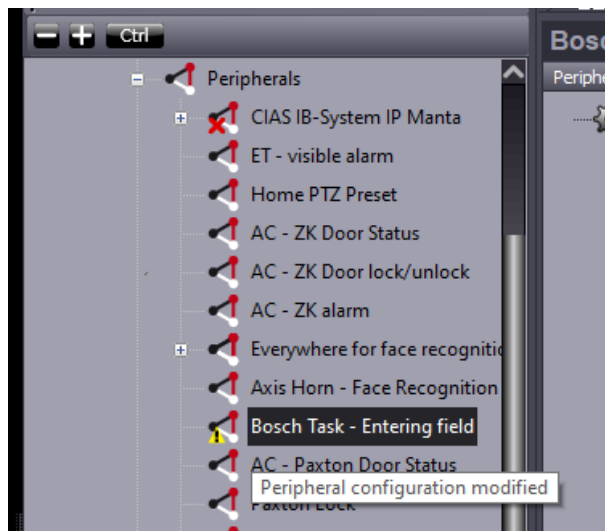 Ctrl
Bosc
Peripherals
Periphe
CIAS IB-System IP Manta
ET - visible alarm
Home PTZ Preset
AC - ZK Door Status
AC - ZK Door lock/unlock
AC - ZK alarm
Everywhere for face recognitio
Axis Horn - Face Recognition
Bosch Task - Entering field
AC - Paxton Door Status
Peripheral configuration modified
Paxton Lock